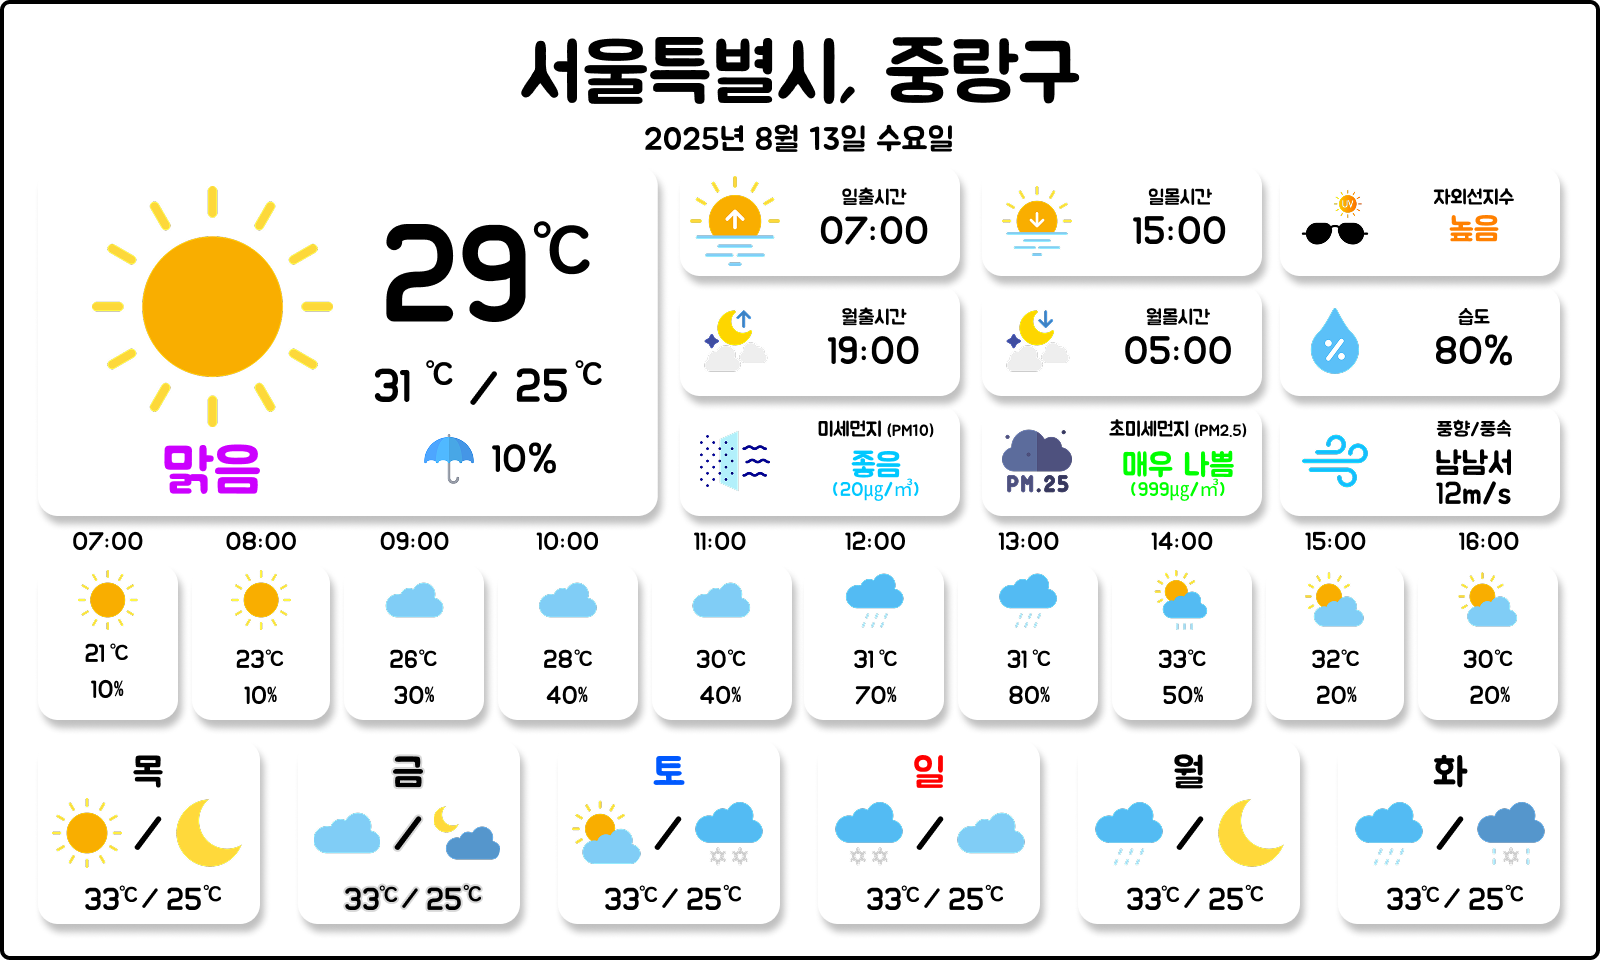 서울특별시, 중랑구
2025년 8월 13일 수요일
29℃
31 ℃ / 25 ℃
맑음
10%
일출시간
07:00
일몰시간
15:00
UV
자외선지수
높음
월출시간
19:00
월몰시간
05:00
습도
80%
미세먼지 (PM10)
좋음
(20㎍/㎥)
PM.25
초미세먼지 (PM2.5)
매우 나쁨
(999㎍/㎥)
풍향/풍속
남남서
12m/s
07:00 08:00 09:00 10:00 11:00 12:00 13:00 14:00 15:00 16:00
21℃ 23℃ 26℃ 28℃ 30℃ 31℃ 31℃ 33℃ 32℃ 30℃
10% 10% 30% 40% 40% 70% 80% 50% 20% 20%
목 금 토 일 월 화
/ / / / / /
33℃/ 25℃ 33℃/ 25℃ 33℃/ 25℃ 33℃/ 25℃ 33℃/ 25℃ 33℃/ 25℃